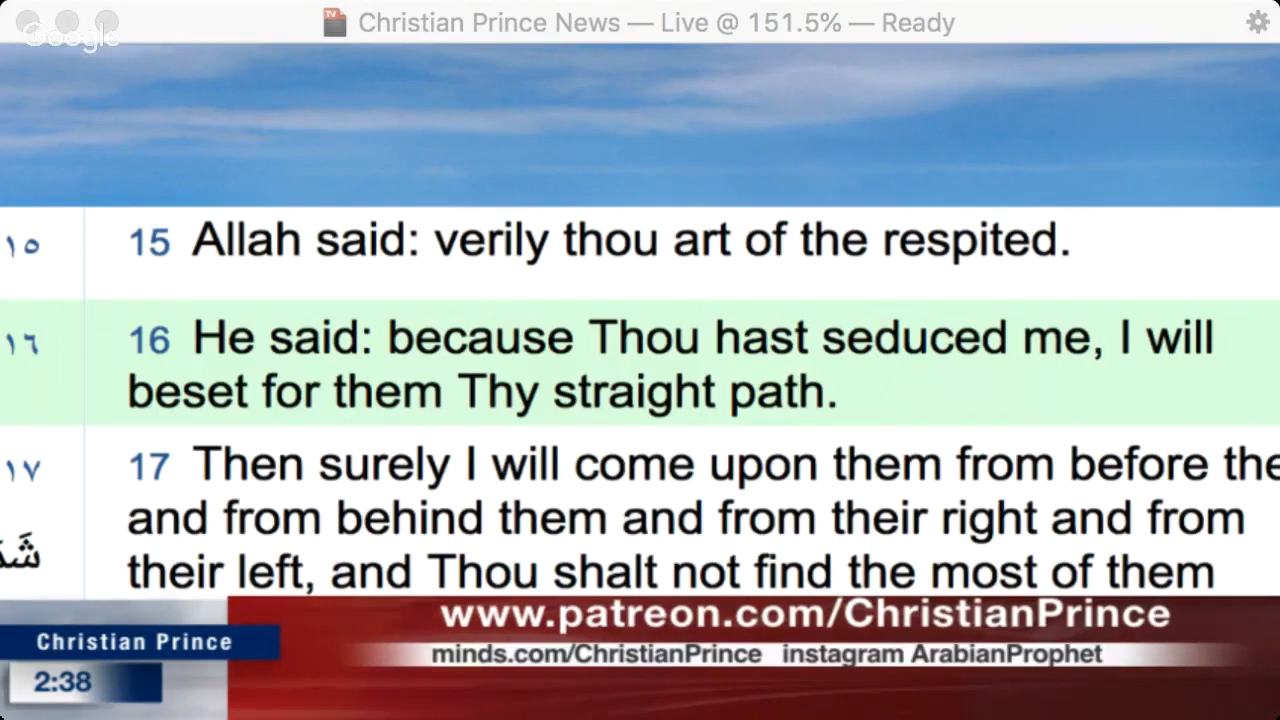 TV Christian Prince News — Live @ 151.5% — Ready
Google
١٥ 15 Allah said: verily thou art of the respited.
١٦ 16 He said: because Thou hast seduced me, I will
beset for them Thy straight path.
١٧ 17 Then surely I will come upon them from before the
and from behind them and from their right and from
their left, and Thou shalt not find the most of them
www.patreon.com/ChristianPrince
Christian Prince
minds.com/ChristianPrince instagram ArabianProphet
2:38